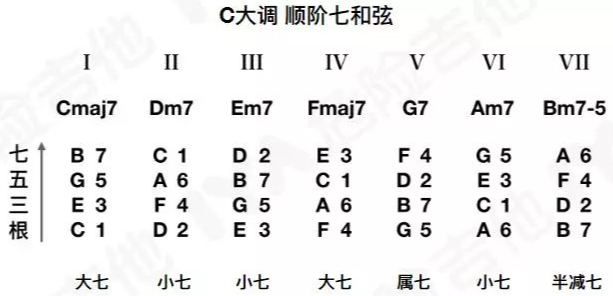 C大调 顺阶七和弦
I II III IV V VI VII
Cmaj7 Dm7 Em7 Fmaj7 G7 Am7 Bm7-5
七 B 7 C 1 D 2 E 3 F 4 G 5 A 6
五 G 5 A 6 B 7 C 1 D 2 E 3 F 4
三 E 3 F 4 G 5 A 6 B 7 C 1 D 2
根 C 1 D 2 E 3 F 4 G 5 A 6 B 7
大七 小七 小七 大七 属七 小七 半减七